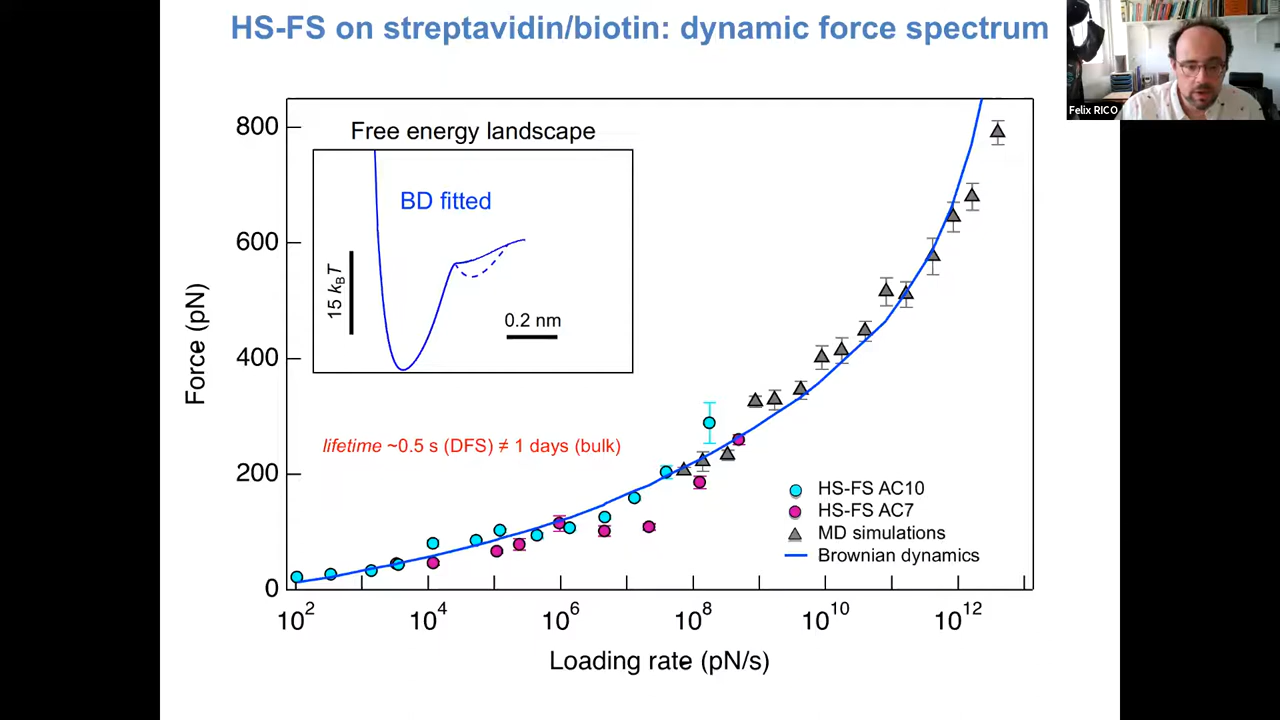 HS-FS on streptavidin/biotin: dynamic force spectrum
Felix RICO
Free energy landscape
BD fitted
15 kBT
0.2 nm
lifetime ~0.5 s (DFS) ≠ 1 days (bulk)
HS-FS AC10
HS-FS AC7
MD simulations
Brownian dynamics
Force (pN)
800
600
400
200
0
10² 10⁴ 10⁶ 10⁸ 10¹⁰ 10¹²
Loading rate (pN/s)